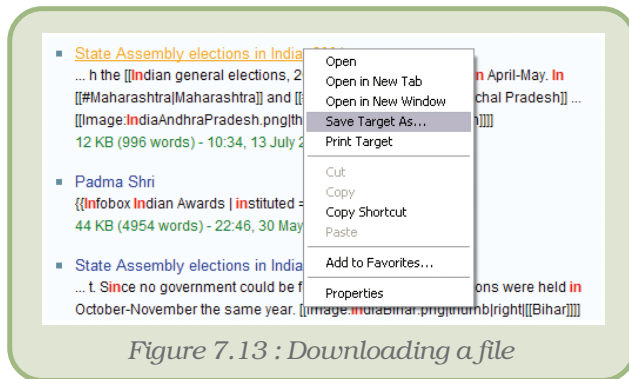 State Assembly elections in India
... h the [[Indian general elections, 2 n April-May. In
[[#Maharashtra|Maharashtra]] and [[ chal Pradesh]] ...
[[Image:IndiaAndhraPradesh.png|th ]]]]
12 KB (996 words) - 10:34, 13 July 2
Padma Shri
{{Infobox Indian Awards | instituted =
44 KB (4954 words) - 22:46, 30 May
State Assembly elections in India
... t. Since no government could be f ons were held in
October-November the same year. [[Image:IndiaBihar.png|thumb|right|[[Bihar]]]]
Open
Open in New Tab
Open in New Window
Save Target As...
Print Target
Cut
Copy
Copy Shortcut
Paste
Add to Favorites...
Properties
Figure 7.13 : Downloading a file